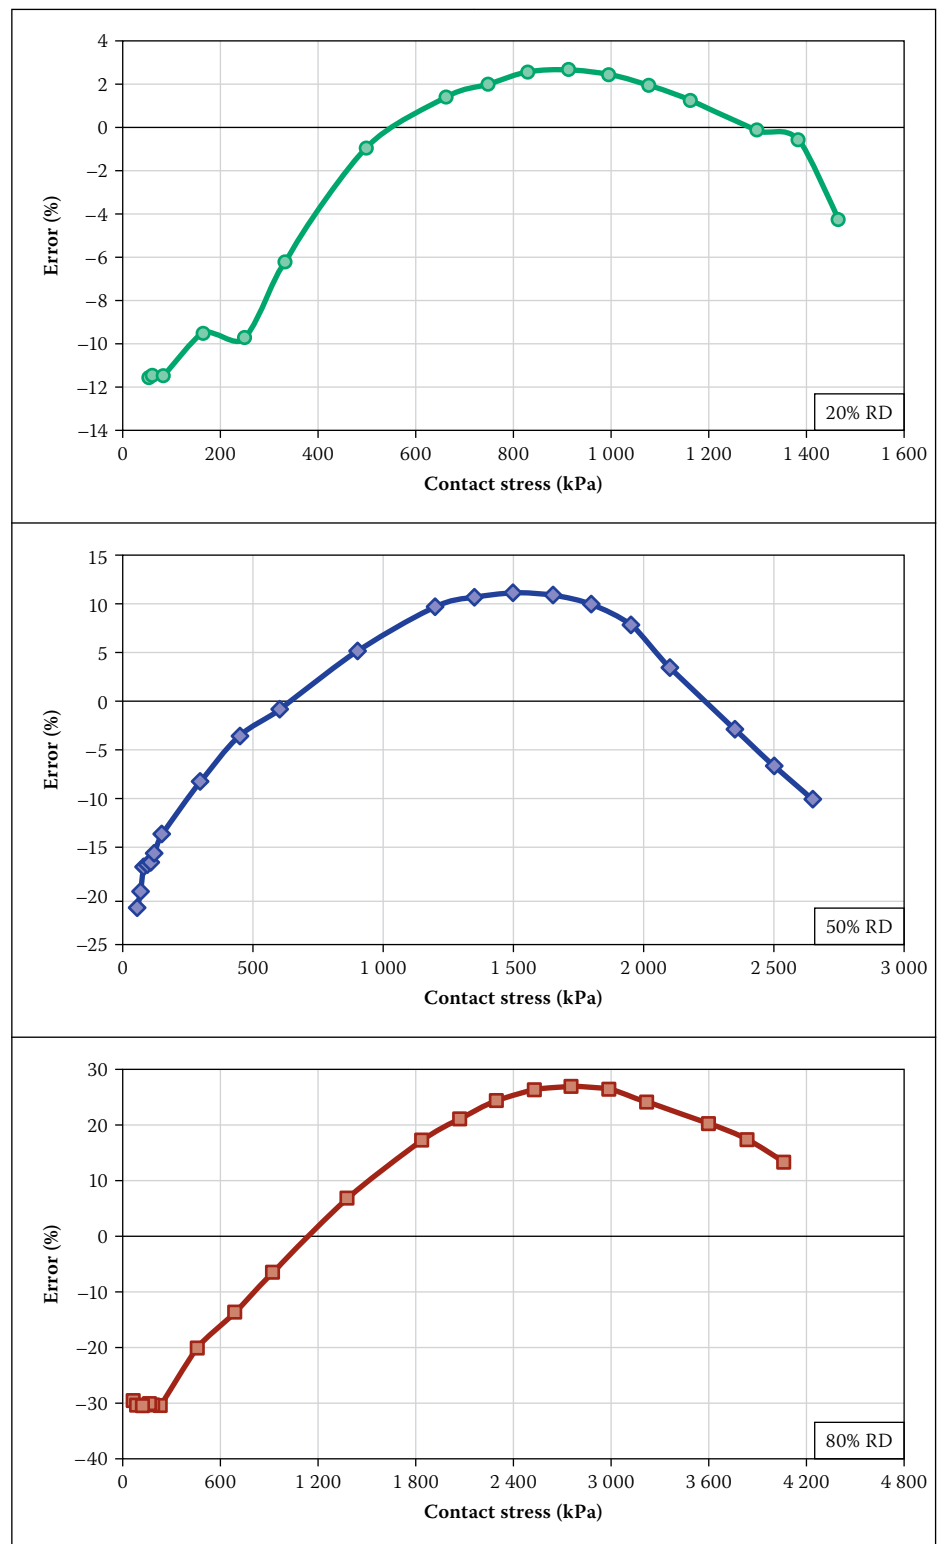 4
2
0
–2
–4
–6
–8
–10
–12
–14
Error (%)
20% RD
0 200 400 600 800 1 000 1 200 1 400 1 600
Contact stress (kPa)
15
10
5
0
–5
–10
–15
–20
–25
Error (%)
50% RD
0 500 1 000 1 500 2 000 2 500 3 000
Contact stress (kPa)
30
20
10
0
–10
–20
–30
–40
Error (%)
80% RD
0 600 1 200 1 800 2 400 3 000 3 600 4 200 4 800
Contact stress (kPa)